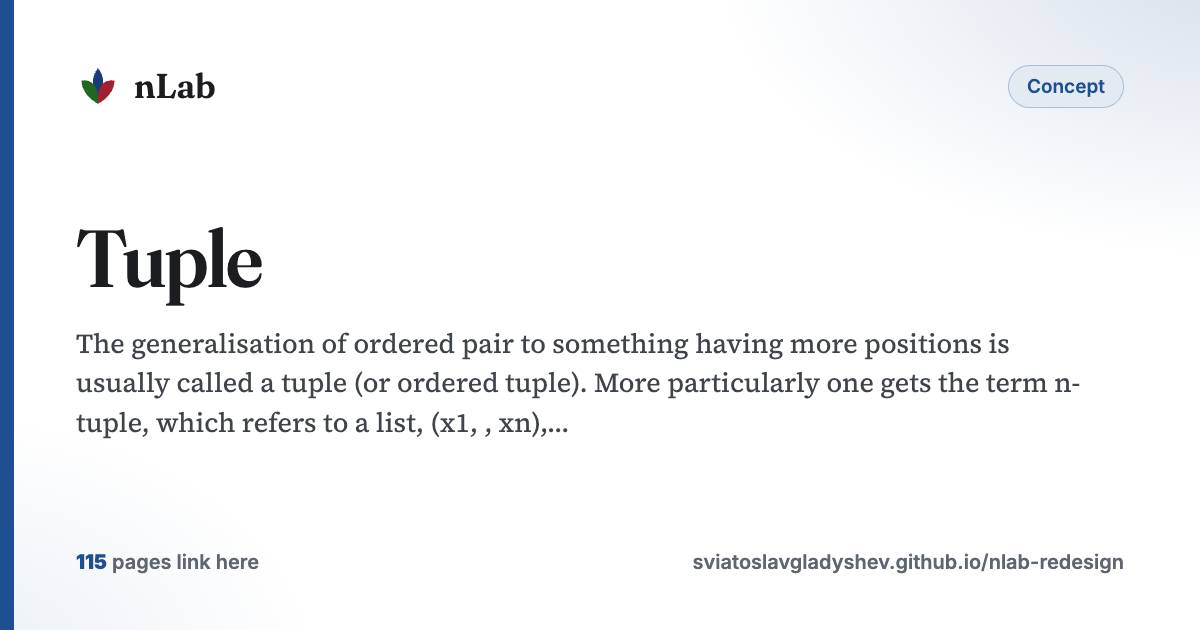 nLab
Concept
Tuple
The generalisation of ordered pair to something having more positions is
usually called a tuple (or ordered tuple). More particularly one gets the term n-
tuple, which refers to a list, (x1, , xn),...
115 pages link here
sviatoslavgladyshev.github.io/nlab-redesign